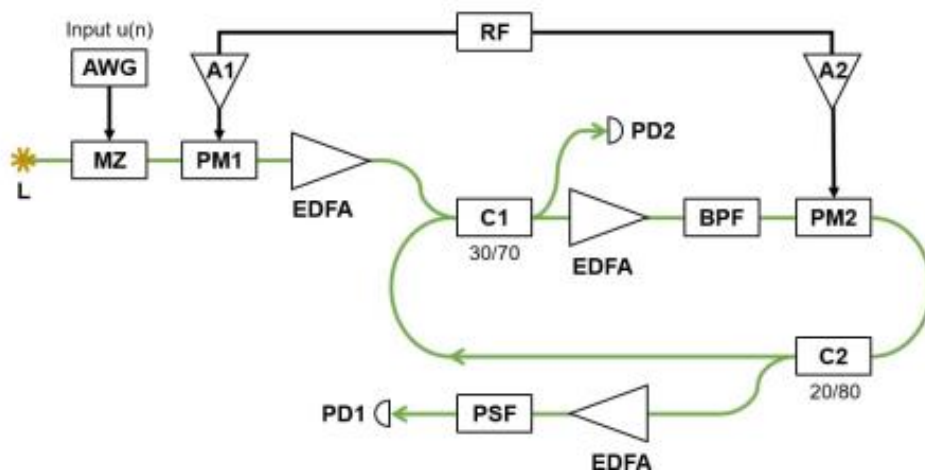 Input u(n)
RF
AWG
A1
A2
PD2
MZ
PM1
L
EDFA
C1
30/70
EDFA
BPF
PM2
C2
20/80
PD1
PSF
EDFA